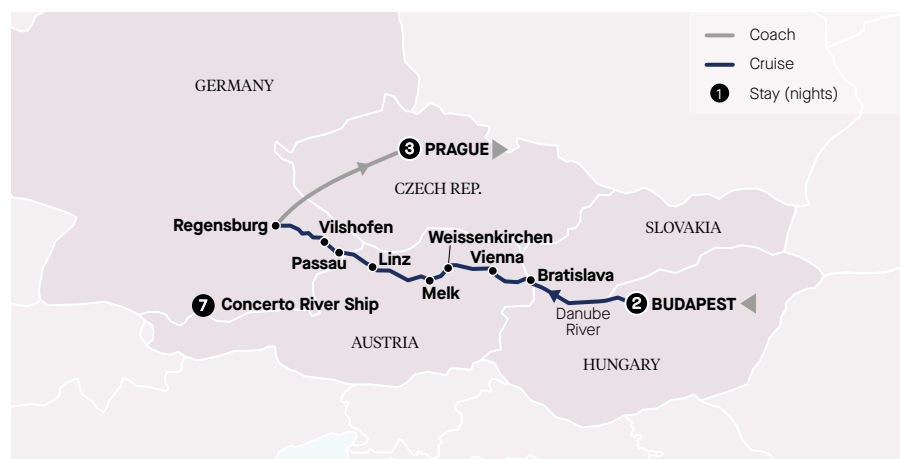 Coach
Cruise
1 Stay (nights)
GERMANY
3 PRAGUE
CZECH REP.
Regensburg
Vilshofen
SLOVAKIA
Weissenkirchen
Passau
Linz
Vienna
Bratislava
Melk
7 Concerto River Ship
2 BUDAPEST
Danube
River
AUSTRIA
HUNGARY